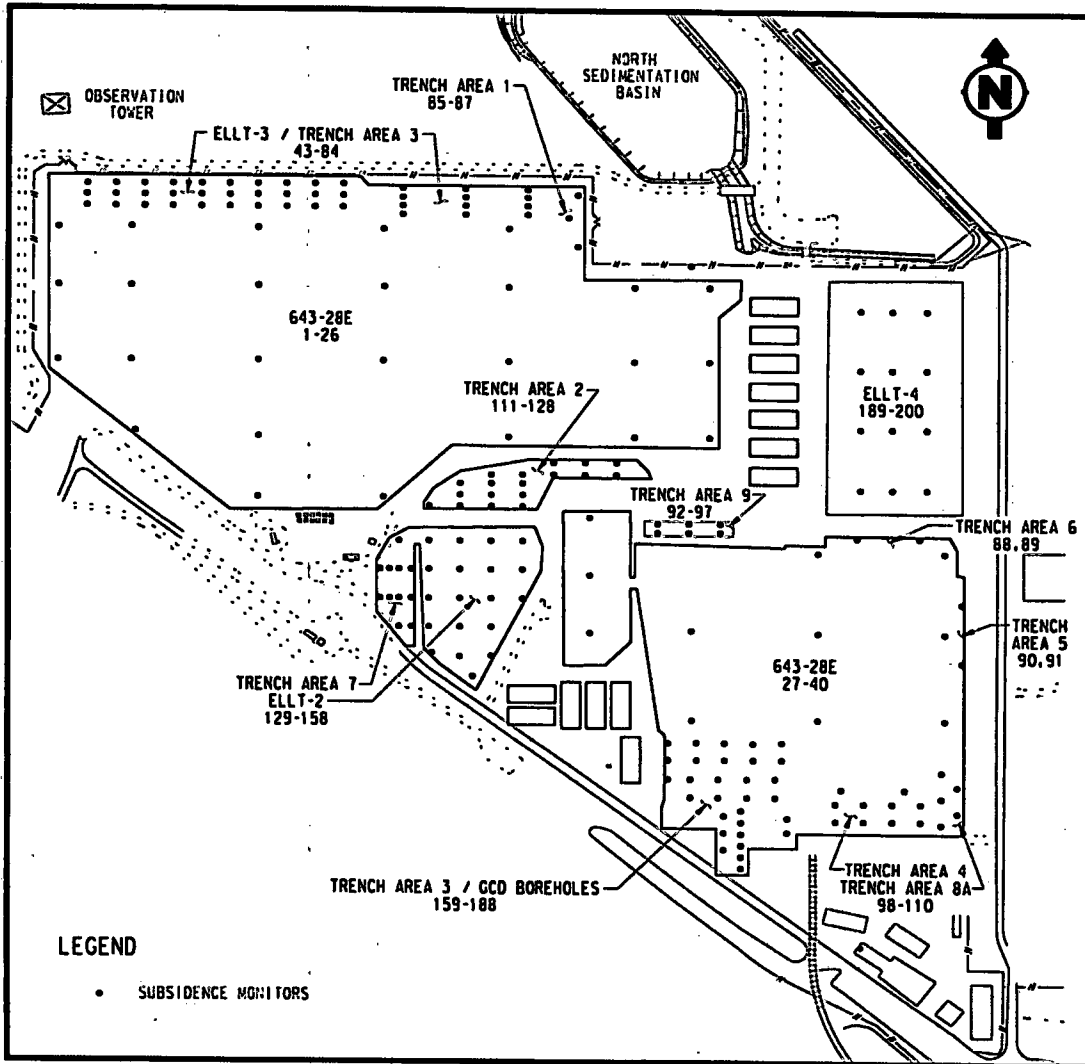 NORTH
SEDIMENTATION
BASIN
N
OBSERVATION
TOWER
TRENCH AREA 1
85-87
ELLT-3 / TRENCH AREA 3
43-84
643-28E
1-26
TRENCH AREA 2
111-128
ELLT-4
189-200
TRENCH AREA 9
92-97
TRENCH AREA 6
88,89
TRENCH
AREA 5
90,91
643-28E
27-40
TRENCH AREA 7
ELLT-2
129-158
TRENCH AREA 3 / GCD BOREHOLES
159-188
TRENCH AREA 4
TRENCH AREA 8A
98-110
LEGEND
SUBSIDENCE MONITORS